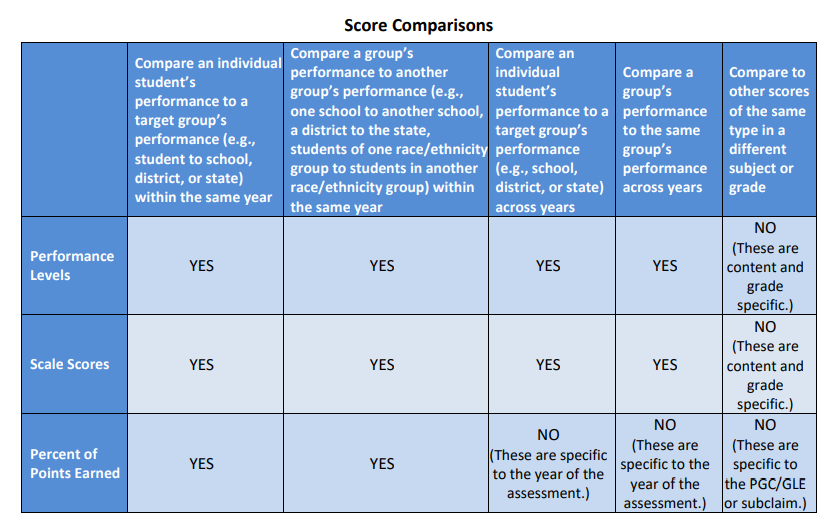 Score Comparisons
Compare an individual
student's
performance to a
target group's
performance (e.g.,
student to school,
district, or state)
within the same year
Compare a group's
performance to another
group's performance (e.g.,
one school to another school,
a district to the state,
students of one race/ethnicity
group to students in another
race/ethnicity group) within
the same year
Compare an
individual
student's
performance to a
target group's
performance
(e.g., school,
district, or state)
across years
Compare a
group's
performance
to the same
group's
performance
across years
Compare to
other scores
of the same
type in a
different
subject or
grade
Performance
Levels
YES
YES
YES
YES
NO
(These are
content and
grade
specific.)
Scale Scores
YES
YES
YES
YES
NO
(These are
content and
grade
specific.)
Percent of
Points Earned
YES
YES
NO
(These are specific
to the year of the
assessment.)
NO
(These are
specific to the
year of the
assessment.)
NO
(These are
specific to
the PGC/GLE
or subclaim.)